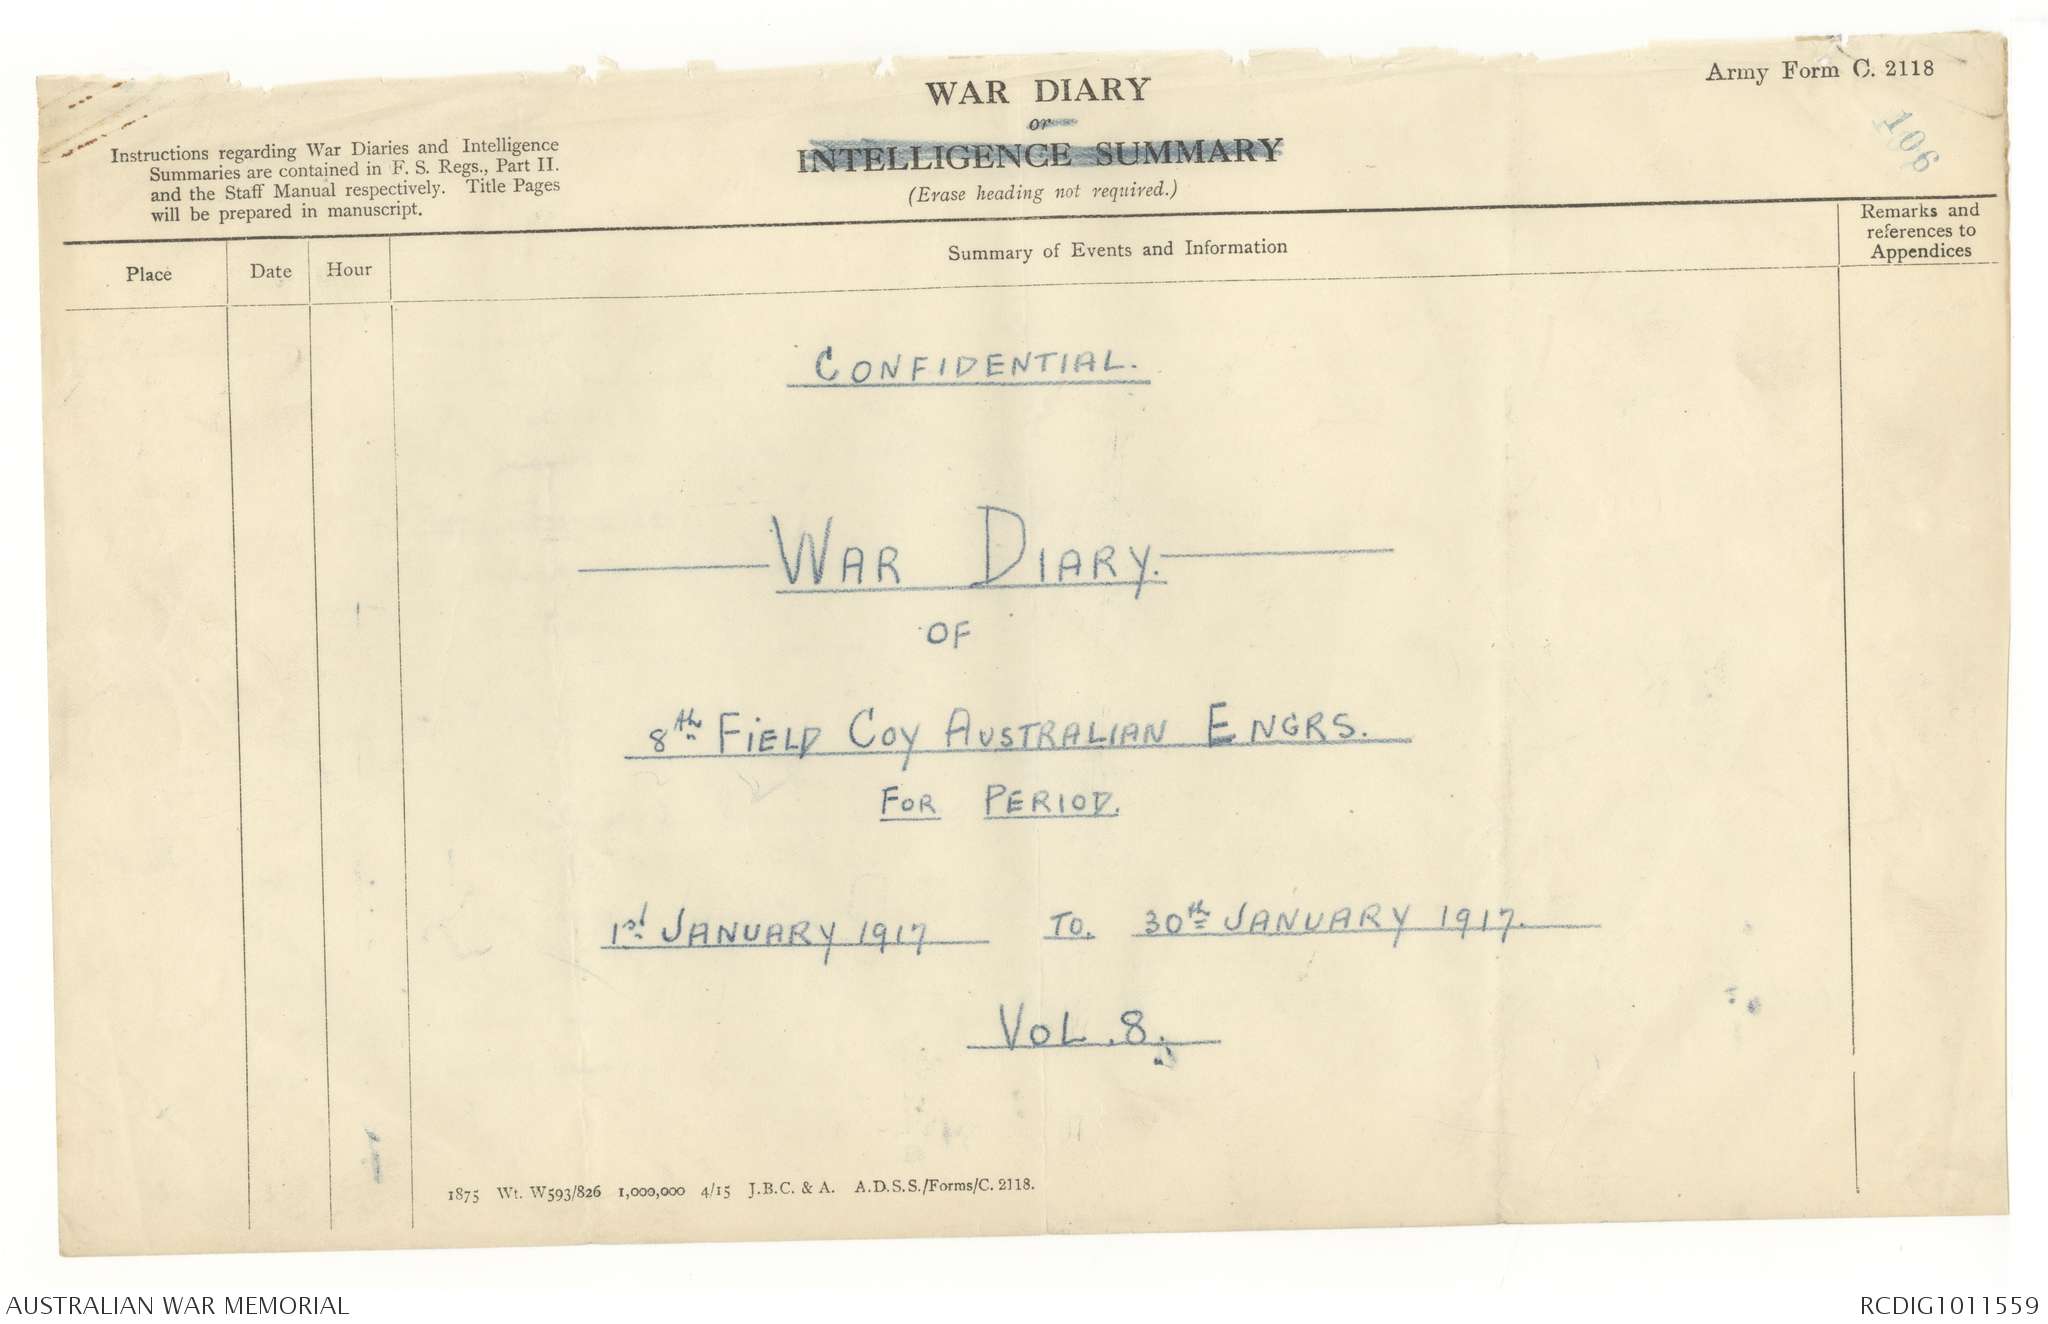 Army Form C. 2118
106
WAR DIARY
or
INTELLIGENCE SUMMARY
(Erase heading not required.)
Instructions regarding War Diaries and Intelligence
Summaries are contained in F. S. Regs., Part II.
and the Staff Manual respectively. Title Pages
will be prepared in manuscript.
Place
Date
Hour
Summary of Events and Information
Remarks and
references to
Appendices
CONFIDENTIAL.
WAR DIARY.
OF
8th FIELD COY AUSTRALIAN ENGRS.
FOR PERIOD.
1st JANUARY 1917 TO. 30th JANUARY 1917.
VOL. 8.
1875 Wt. W593/826 1,000,000 4/15 J.B.C. & A. A.D.S.S./Forms/C. 2118.
AUSTRALIAN WAR MEMORIAL
RCDIG1011559